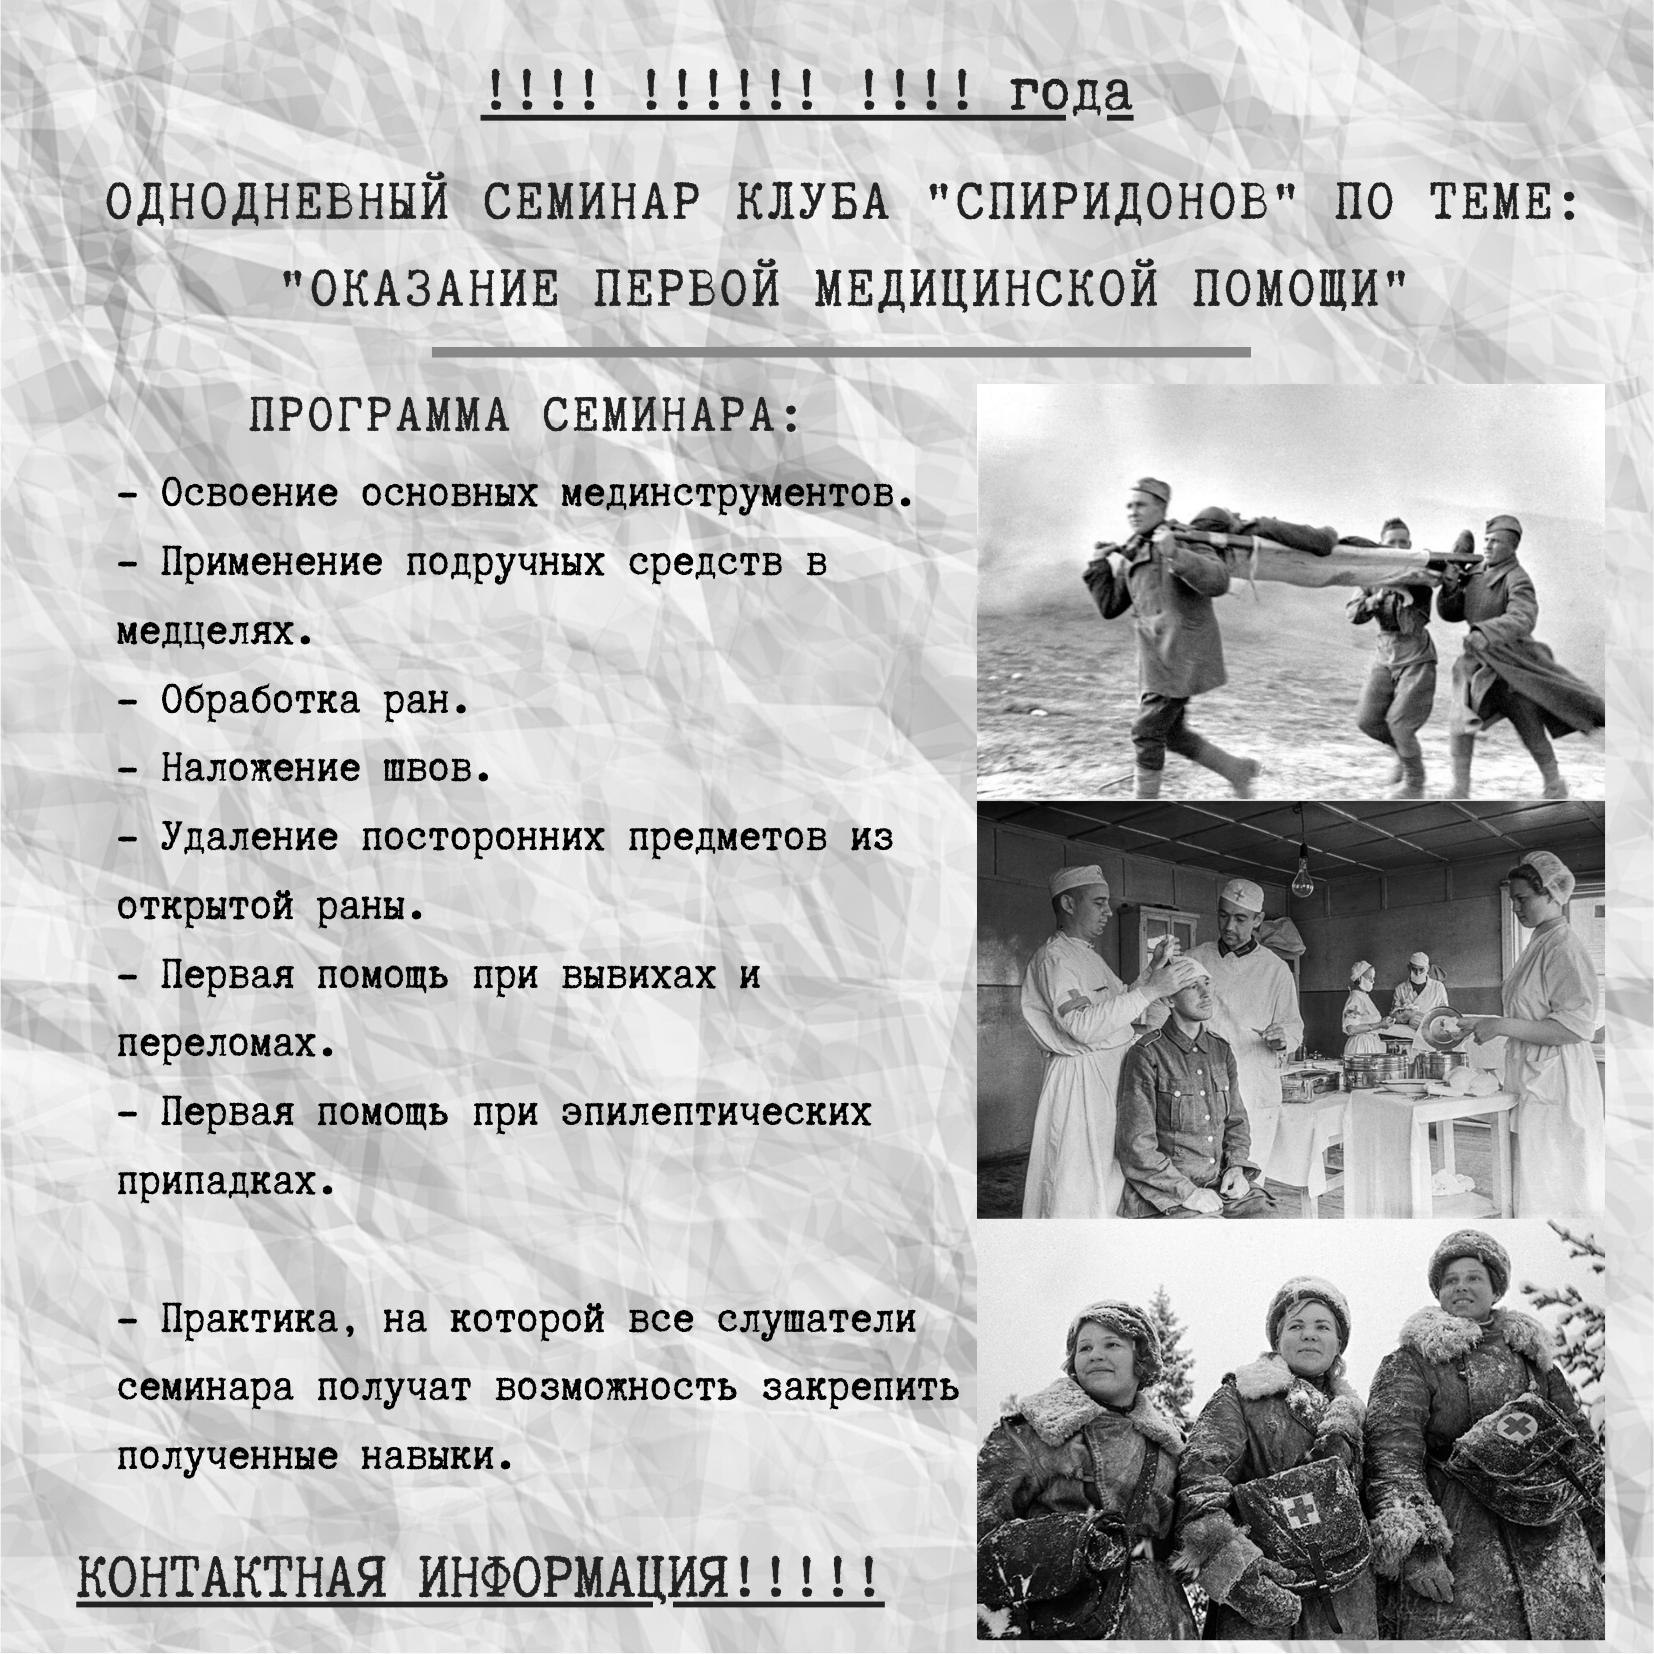 !!!! !!!!!! !!!! года
ОДНОДНЕВНЫЙ СЕМИНАР КЛУБА "СПИРИДОНОВ" ПО ТЕМЕ:
"ОКАЗАНИЕ ПЕРВОЙ МЕДИЦИНСКОЙ ПОМОЩИ"
ПРОГРАММА СЕМИНАРА:
- Освоение основных мединструментов.
- Применение подручных средств в
медцелях.
- Обработка ран.
- Наложение швов.
- Удаление посторонних предметов из
открытой раны.
- Первая помощь при вывихах и
переломах.
- Первая помощь при эпилептических
припадках.
- Практика, на которой все слушатели
семинара получат возможность закрепить
полученные навыки.
КОНТАКТНАЯ ИНФОРМАЦИЯ!!!!!